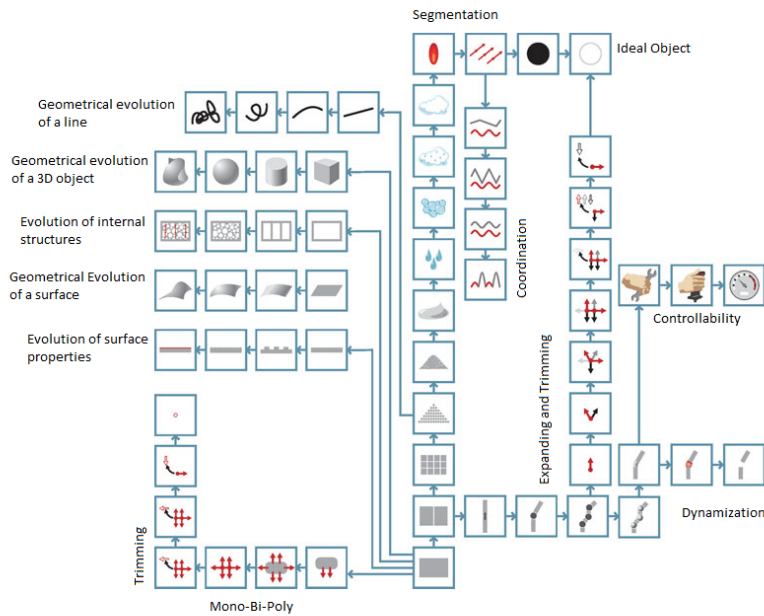 Segmentation
Ideal Object
Geometrical evolution
of a line
Geometrical evolution
of a 3D object
Evolution of internal
structures
Geometrical Evolution
of a surface
Evolution of surface
properties
Coordination
Controllability
Expanding and Trimming
Dynamization
Trimming
Mono-Bi-Poly